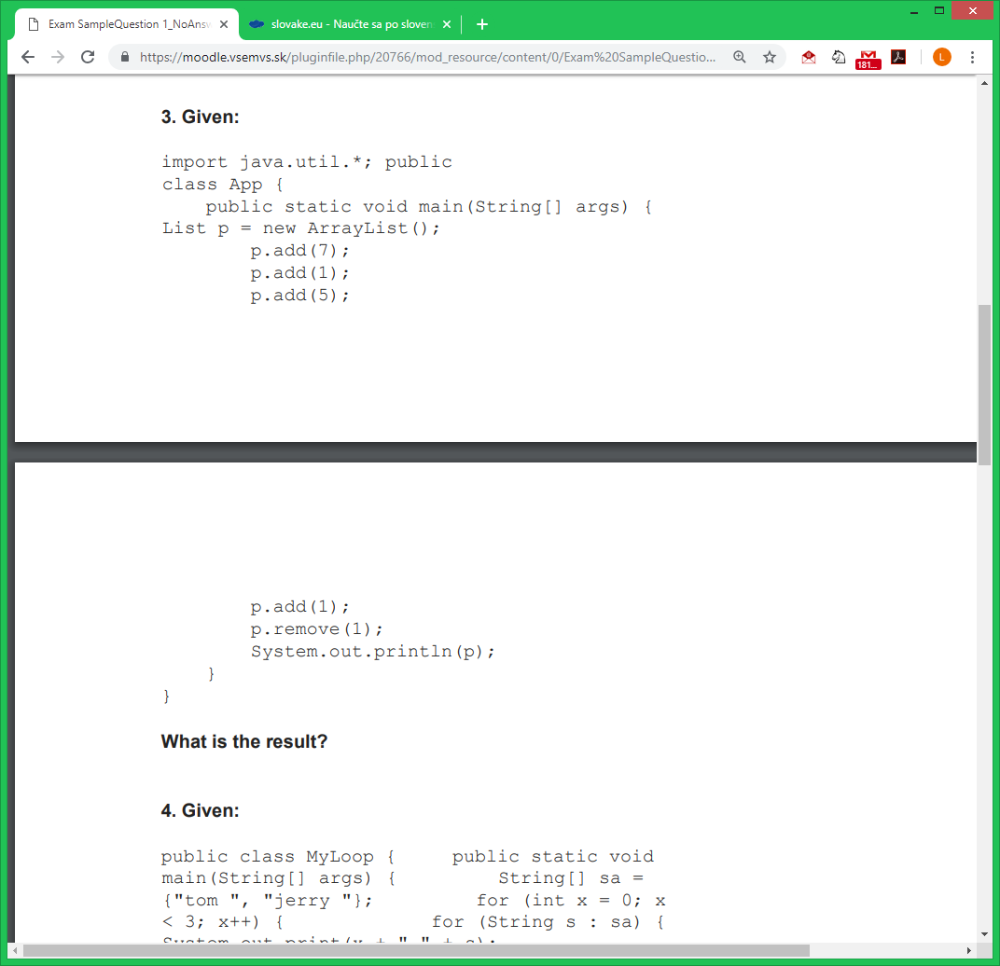 Exam SampleQuestion 1_NoAnsw
slovake.eu - Naučte sa po sloven
https://moodle.vsemvs.sk/pluginfile.php/20766/mod_resource/content/0/Exam%20SampleQuestio...
181...
L
3. Given:
import java.util.*; public
class App {
public static void main(String[] args) {
List p = new ArrayList();
p.add(7);
p.add(1);
p.add(5);
p.add(1);
p.remove(1);
System.out.println(p);
}
}
What is the result?
4. Given:
public class MyLoop { public static void
main(String[] args) { String[] sa =
{"tom ", "jerry "}; for (int x = 0; x
< 3; x++) { for (String s : sa) {
System.out.print(x + " " + s);